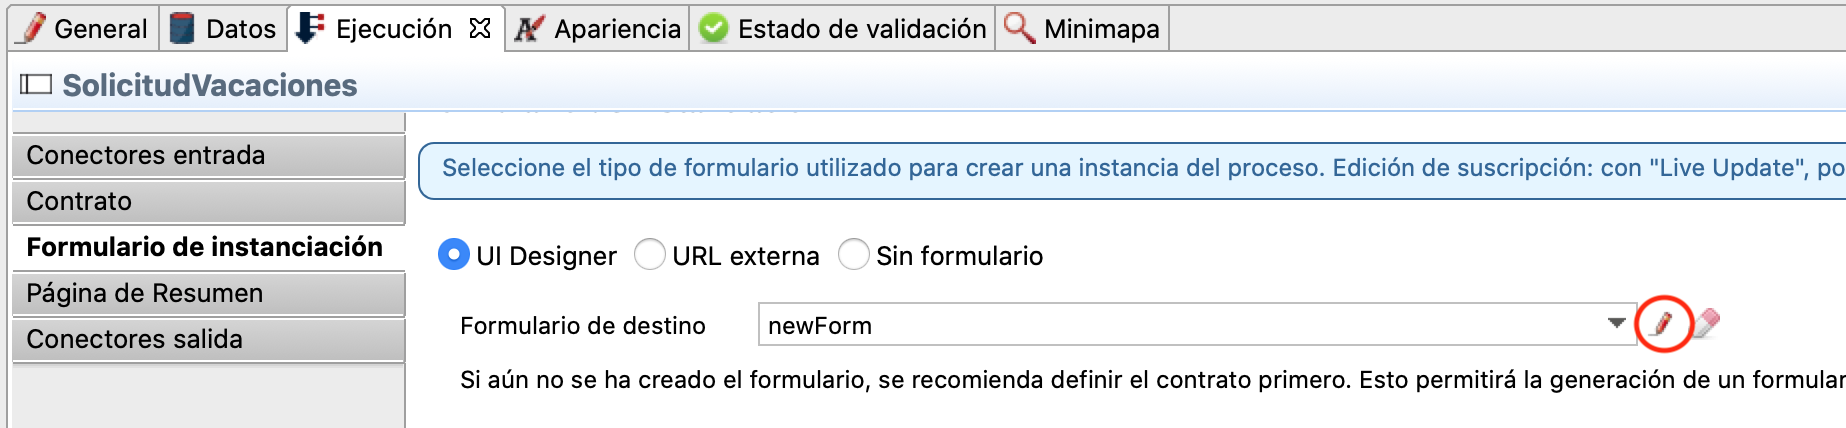 General Datos Ejecución Apariencia Estado de validación Minimapa
SolicitudVacaciones
Conectores entrada
Contrato
Formulario de instanciación
Página de Resumen
Conectores salida
Seleccione el tipo de formulario utilizado para crear una instancia del proceso. Edición de suscripción: con "Live Update", po
UI Designer URL externa Sin formulario
Formulario de destino newForm
Si aún no se ha creado el formulario, se recomienda definir el contrato primero. Esto permitirá la generación de un formular